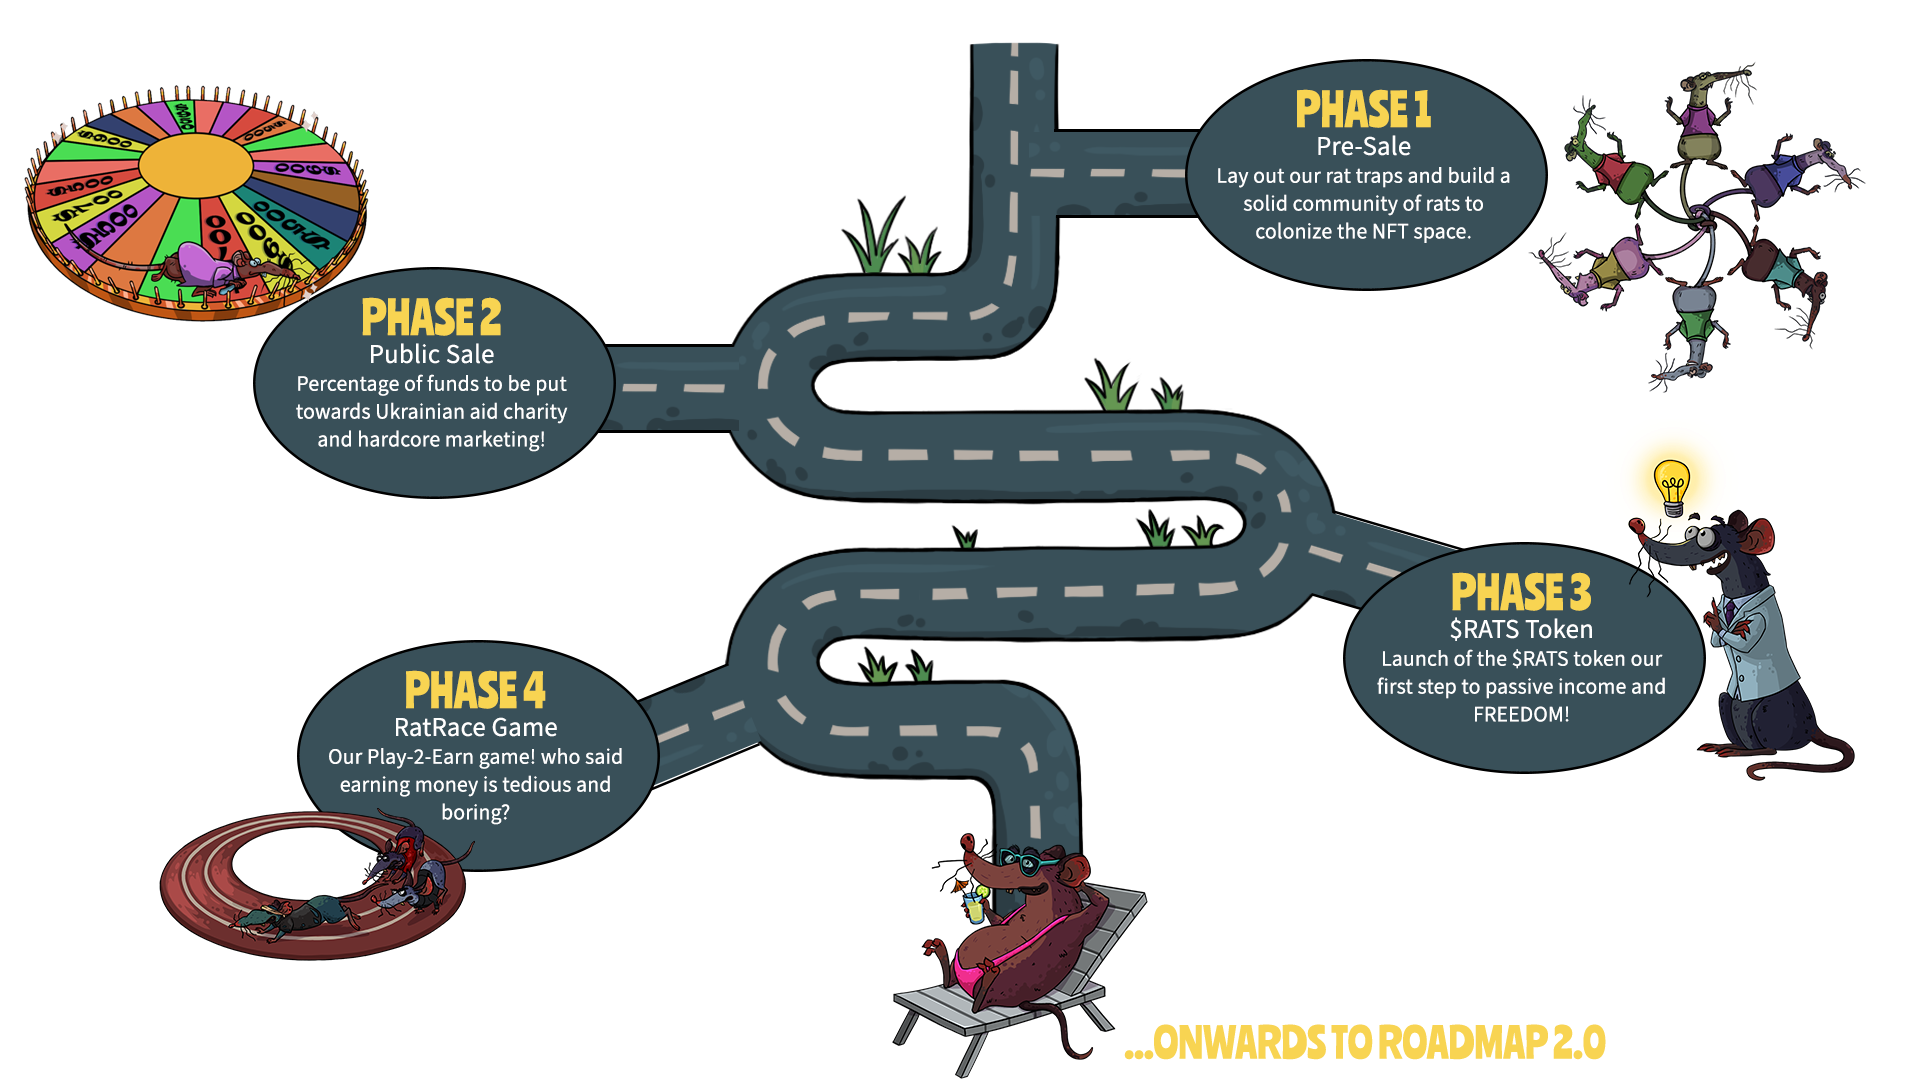 PHASE 1
Pre-Sale
Lay out our rat traps and build a
solid community of rats to
colonize the NFT space.
PHASE 2
Public Sale
Percentage of funds to be put
towards Ukrainian aid charity
and hardcore marketing!
PHASE 3
$RATS Token
Launch of the $RATS token our
first step to passive income and
FREEDOM!
PHASE 4
RatRace Game
Our Play-2-Earn game! who said
earning money is tedious and
boring?
...ONWARDS TO ROADMAP 2.0